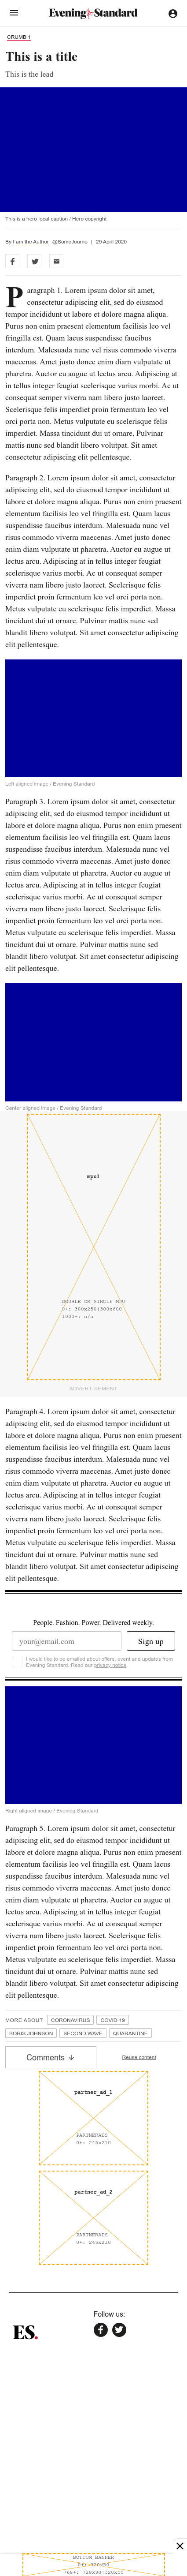 Evening Standard
CRUMB 1
This is a title
This is the lead
This is a hero local caption / Hero copyright
By I am the Author @SomeJourno | 29 April 2020
Paragraph 1. Lorem ipsum dolor sit amet,
consectetur adipiscing elit, sed do eiusmod
tempor incididunt ut labore et dolore magna aliqua.
Purus non enim praesent elementum facilisis leo vel
fringilla est. Quam lacus suspendisse faucibus
interdum. Malesuada nunc vel risus commodo viverra
maecenas. Amet justo donec enim diam vulputate ut
pharetra. Auctor eu augue ut lectus arcu. Adipiscing at
in tellus integer feugiat scelerisque varius morbi. Ac ut
consequat semper viverra nam libero justo laoreet.
Scelerisque felis imperdiet proin fermentum leo vel
orci porta non. Metus vulputate eu scelerisque felis
imperdiet. Massa tincidunt dui ut ornare. Pulvinar
mattis nunc sed blandit libero volutpat. Sit amet
consectetur adipiscing elit pellentesque.
Paragraph 2. Lorem ipsum dolor sit amet, consectetur
adipiscing elit, sed do eiusmod tempor incididunt ut
labore et dolore magna aliqua. Purus non enim praesent
elementum facilisis leo vel fringilla est. Quam lacus
suspendisse faucibus interdum. Malesuada nunc vel
risus commodo viverra maecenas. Amet justo donec
enim diam vulputate ut pharetra. Auctor eu augue ut
lectus arcu. Adipiscing at in tellus integer feugiat
scelerisque varius morbi. Ac ut consequat semper
viverra nam libero justo laoreet. Scelerisque felis
imperdiet proin fermentum leo vel orci porta non.
Metus vulputate eu scelerisque felis imperdiet. Massa
tincidunt dui ut ornare. Pulvinar mattis nunc sed
blandit libero volutpat. Sit amet consectetur adipiscing
elit pellentesque.
Left aligned image / Evening Standard
Paragraph 3. Lorem ipsum dolor sit amet, consectetur
adipiscing elit, sed do eiusmod tempor incididunt ut
labore et dolore magna aliqua. Purus non enim praesent
elementum facilisis leo vel fringilla est. Quam lacus
suspendisse faucibus interdum. Malesuada nunc vel
risus commodo viverra maecenas. Amet justo donec
enim diam vulputate ut pharetra. Auctor eu augue ut
lectus arcu. Adipiscing at in tellus integer feugiat
scelerisque varius morbi. Ac ut consequat semper
viverra nam libero justo laoreet. Scelerisque felis
imperdiet proin fermentum leo vel orci porta non.
Metus vulputate eu scelerisque felis imperdiet. Massa
tincidunt dui ut ornare. Pulvinar mattis nunc sed
blandit libero volutpat. Sit amet consectetur adipiscing
elit pellentesque.
Center aligned image / Evening Standard
mpu1
DOUBLE_OR_SINGLE_MPU
0+: 300x250|300x600
1000+: n/a
ADVERTISEMENT
Paragraph 4. Lorem ipsum dolor sit amet, consectetur
adipiscing elit, sed do eiusmod tempor incididunt ut
labore et dolore magna aliqua. Purus non enim praesent
elementum facilisis leo vel fringilla est. Quam lacus
suspendisse faucibus interdum. Malesuada nunc vel
risus commodo viverra maecenas. Amet justo donec
enim diam vulputate ut pharetra. Auctor eu augue ut
lectus arcu. Adipiscing at in tellus integer feugiat
scelerisque varius morbi. Ac ut consequat semper
viverra nam libero justo laoreet. Scelerisque felis
imperdiet proin fermentum leo vel orci porta non.
Metus vulputate eu scelerisque felis imperdiet. Massa
tincidunt dui ut ornare. Pulvinar mattis nunc sed
blandit libero volutpat. Sit amet consectetur adipiscing
elit pellentesque.
People. Fashion. Power. Delivered weekly.
your@email.com
Sign up
I would like to be emailed about offers, event and updates from
Evening Standard. Read our privacy notice.
Right aligned image / Evening Standard
Paragraph 5. Lorem ipsum dolor sit amet, consectetur
adipiscing elit, sed do eiusmod tempor incididunt ut
labore et dolore magna aliqua. Purus non enim praesent
elementum facilisis leo vel fringilla est. Quam lacus
suspendisse faucibus interdum. Malesuada nunc vel
risus commodo viverra maecenas. Amet justo donec
enim diam vulputate ut pharetra. Auctor eu augue ut
lectus arcu. Adipiscing at in tellus integer feugiat
scelerisque varius morbi. Ac ut consequat semper
viverra nam libero justo laoreet. Scelerisque felis
imperdiet proin fermentum leo vel orci porta non.
Metus vulputate eu scelerisque felis imperdiet. Massa
tincidunt dui ut ornare. Pulvinar mattis nunc sed
blandit libero volutpat. Sit amet consectetur adipiscing
elit pellentesque.
MORE ABOUT CORONAVIRUS COVID-19
BORIS JOHNSON SECOND WAVE QUARANTINE
Comments ↓ Reuse content
partner_ad_1
PARTNERADS
0+: 245x210
partner_ad_2
PARTNERADS
0+: 245x210
Follow us:
ES.
BOTTOM_BANNER
0+: 320x50
768+: 728x90|320x50